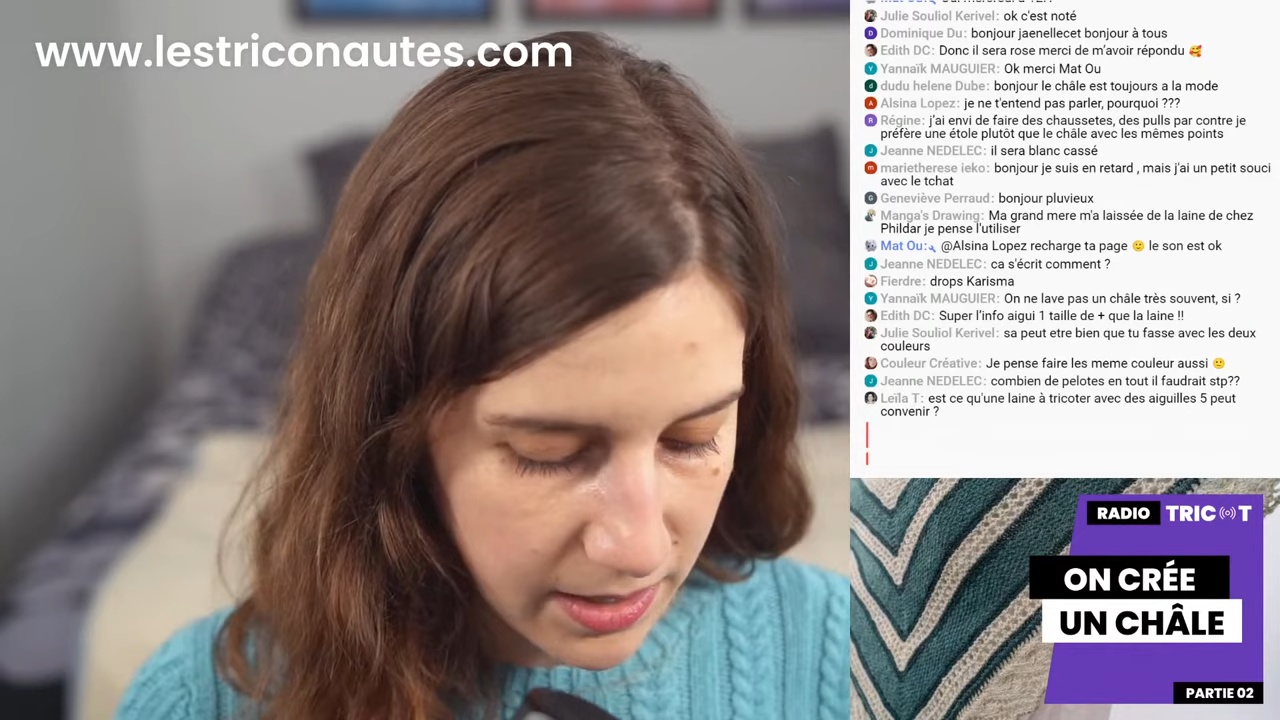 www.lestriconautes.com
Julie Souliol Kerivel: ok c'est noté
Dominique Du: bonjour jaenellecet bonjour à tous
Edith DC: Donc il sera rose merci de m'avoir répondu 🥰
Yannaïk MAUGUIER: Ok merci Mat Ou
dudu helene Dube: bonjour le châle est toujours a la mode
Alsina Lopez: je ne t'entend pas parler, pourquoi ???
Régine: j'ai envi de faire des chaussetes, des pulls par contre je
préfère une étole plutôt que le châle avec les mêmes points
Jeanne NEDELEC: il sera blanc cassé
marietherese ieko: bonjour je suis en retard , mais j'ai un petit souci
avec le tchat
Geneviève Perraud: bonjour pluvieux
Manga's Drawing: Ma grand mere m'a laissée de la laine de chez
Phildar je pense l'utiliser
Mat Ou: @Alsina Lopez recharge ta page 🙂 le son est ok
Jeanne NEDELEC: ca s'écrit comment ?
Fierdre: drops Karisma
Yannaïk MAUGUIER: On ne lave pas un châle très souvent, si ?
Edith DC: Super l'info aigui 1 taille de + que la laine !!
Julie Souliol Kerivel: sa peut etre bien que tu fasse avec les deux
couleurs
Couleur Créative: Je pense faire les meme couleur aussi 🙂
Jeanne NEDELEC: combien de pelotes en tout il faudrait stp??
Leïla T: est ce qu'une laine à tricoter avec des aiguilles 5 peut
convenir ?
RADIO TRICOT
ON CRÉE
UN CHÂLE
PARTIE 02